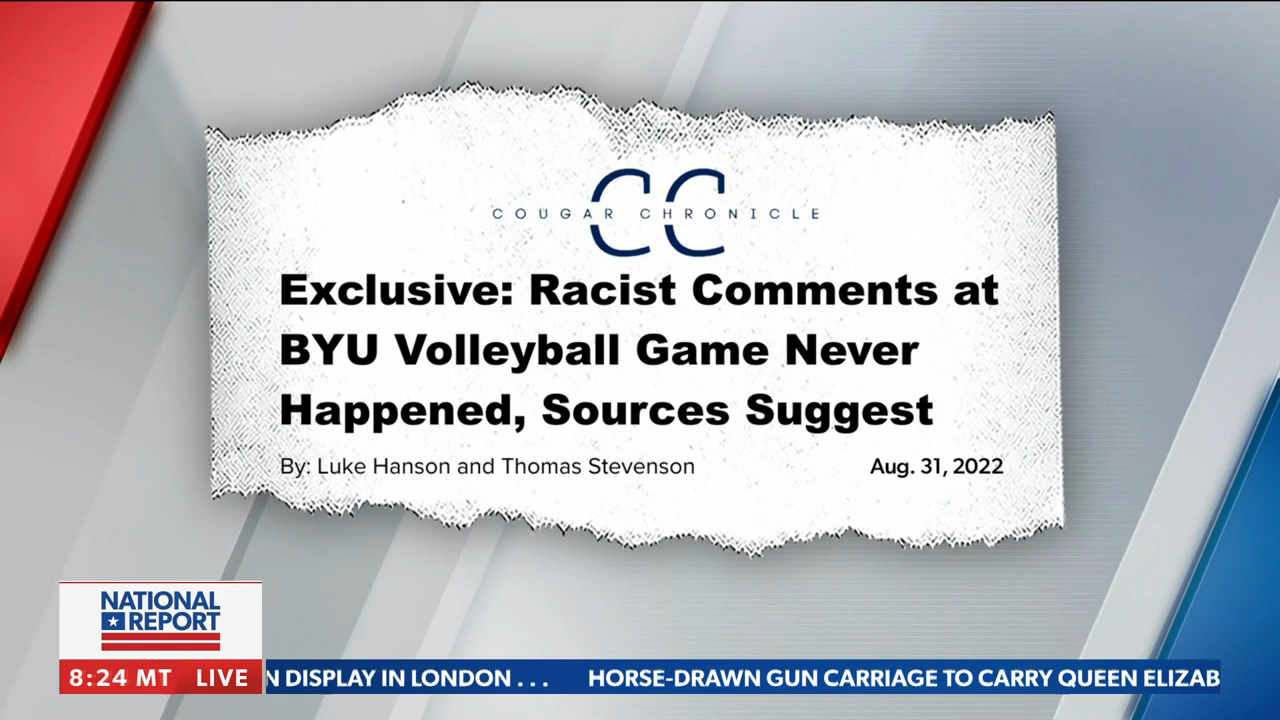 CC
COUGAR CHRONICLE
Exclusive: Racist Comments at
BYU Volleyball Game Never
Happened, Sources Suggest
By: Luke Hanson and Thomas Stevenson
Aug. 31, 2022
NATIONAL
REPORT
8:24 MT LIVE
N DISPLAY IN LONDON . . . HORSE-DRAWN GUN CARRIAGE TO CARRY QUEEN ELIZAB